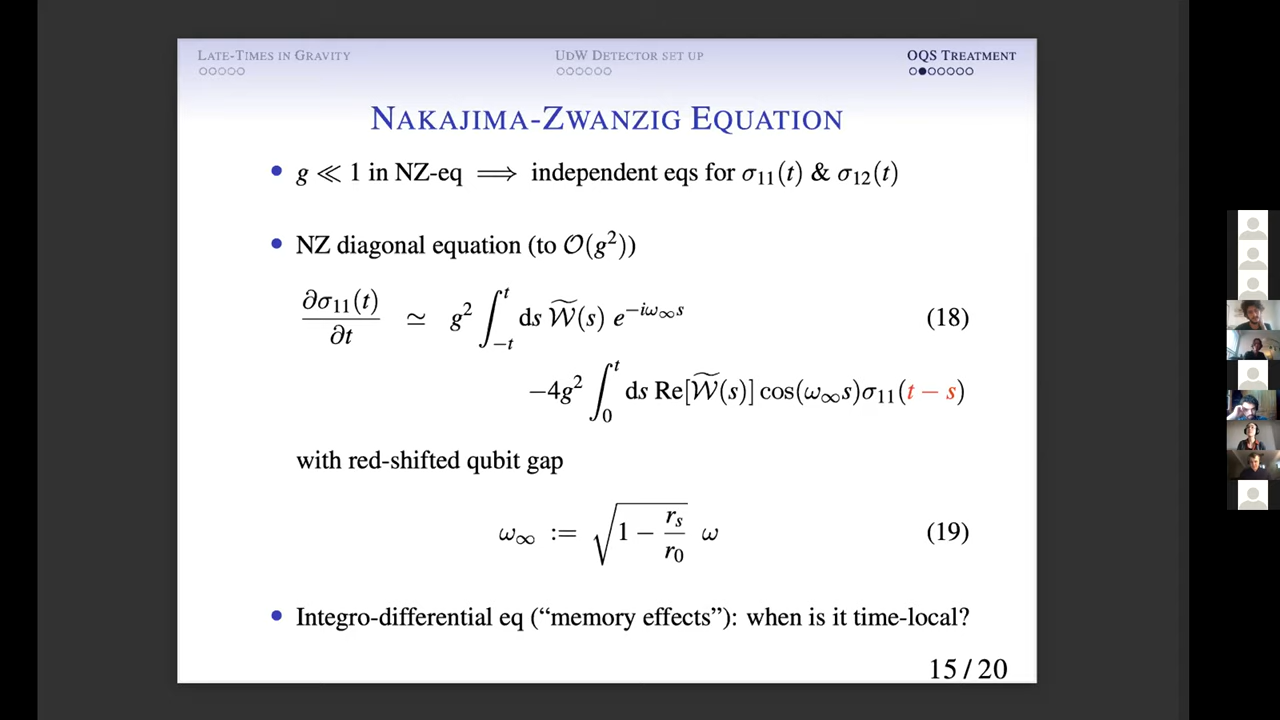 LATE-TIMES IN GRAVITY UDW DETECTOR SET UP OQS TREATMENT
NAKAJIMA-ZWANZIG EQUATION
• g ≪ 1 in NZ-eq ⟹ independent eqs for σ₁₁(t) & σ₁₂(t)
• NZ diagonal equation (to 𝒪(g²))
∂σ₁₁(t)/∂t ≃ g² ∫₋ₜᵗ ds 𝒲̃(s) e^{−iω∞s} (18)
−4g² ∫₀ᵗ ds Re[𝒲̃(s)] cos(ω∞s)σ₁₁(t − s)
with red-shifted qubit gap
ω∞ := √(1 − rₛ/r₀) ω (19)
• Integro-differential eq (“memory effects”): when is it time-local?
15 / 20